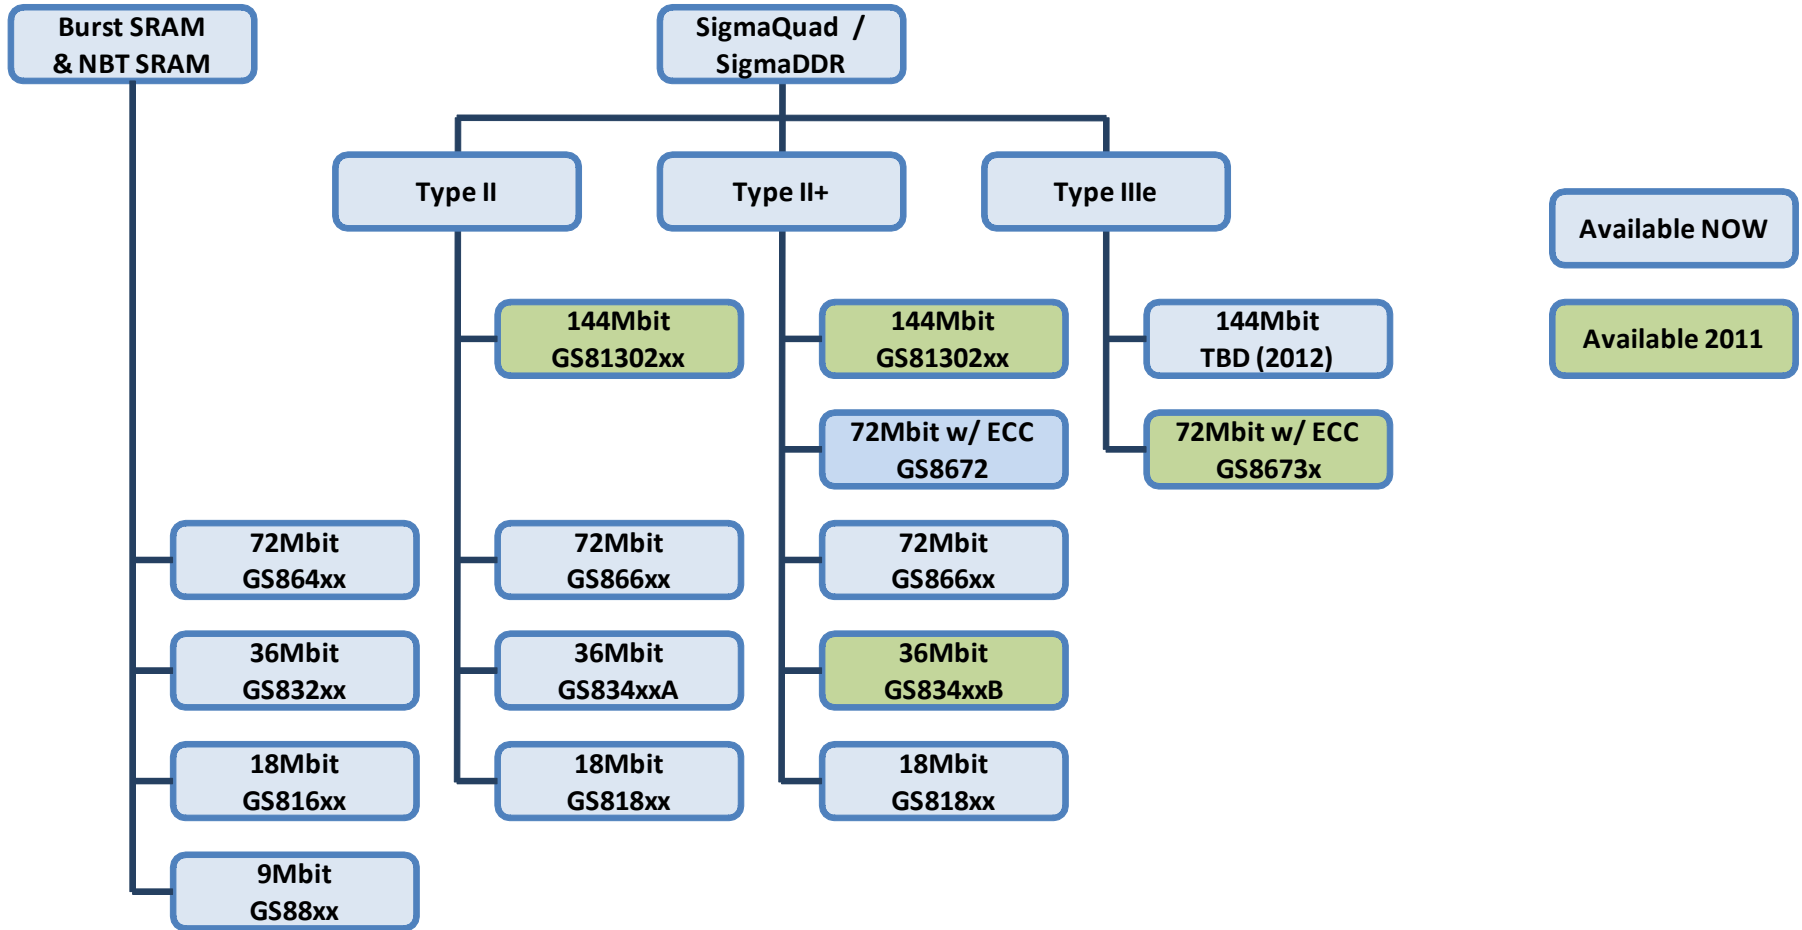 Burst SRAM
& NBT SRAM
SigmaQuad /
SigmaDDR
Type II
Type II+
Type IIIe
Available NOW
Available 2011
144Mbit
GS81302xx
144Mbit
GS81302xx
144Mbit
TBD (2012)
72Mbit w/ ECC
GS8672
72Mbit w/ ECC
GS8673x
72Mbit
GS864xx
72Mbit
GS866xx
72Mbit
GS866xx
36Mbit
GS832xx
36Mbit
GS834xxA
36Mbit
GS834xxB
18Mbit
GS816xx
18Mbit
GS818xx
18Mbit
GS818xx
9Mbit
GS88xx